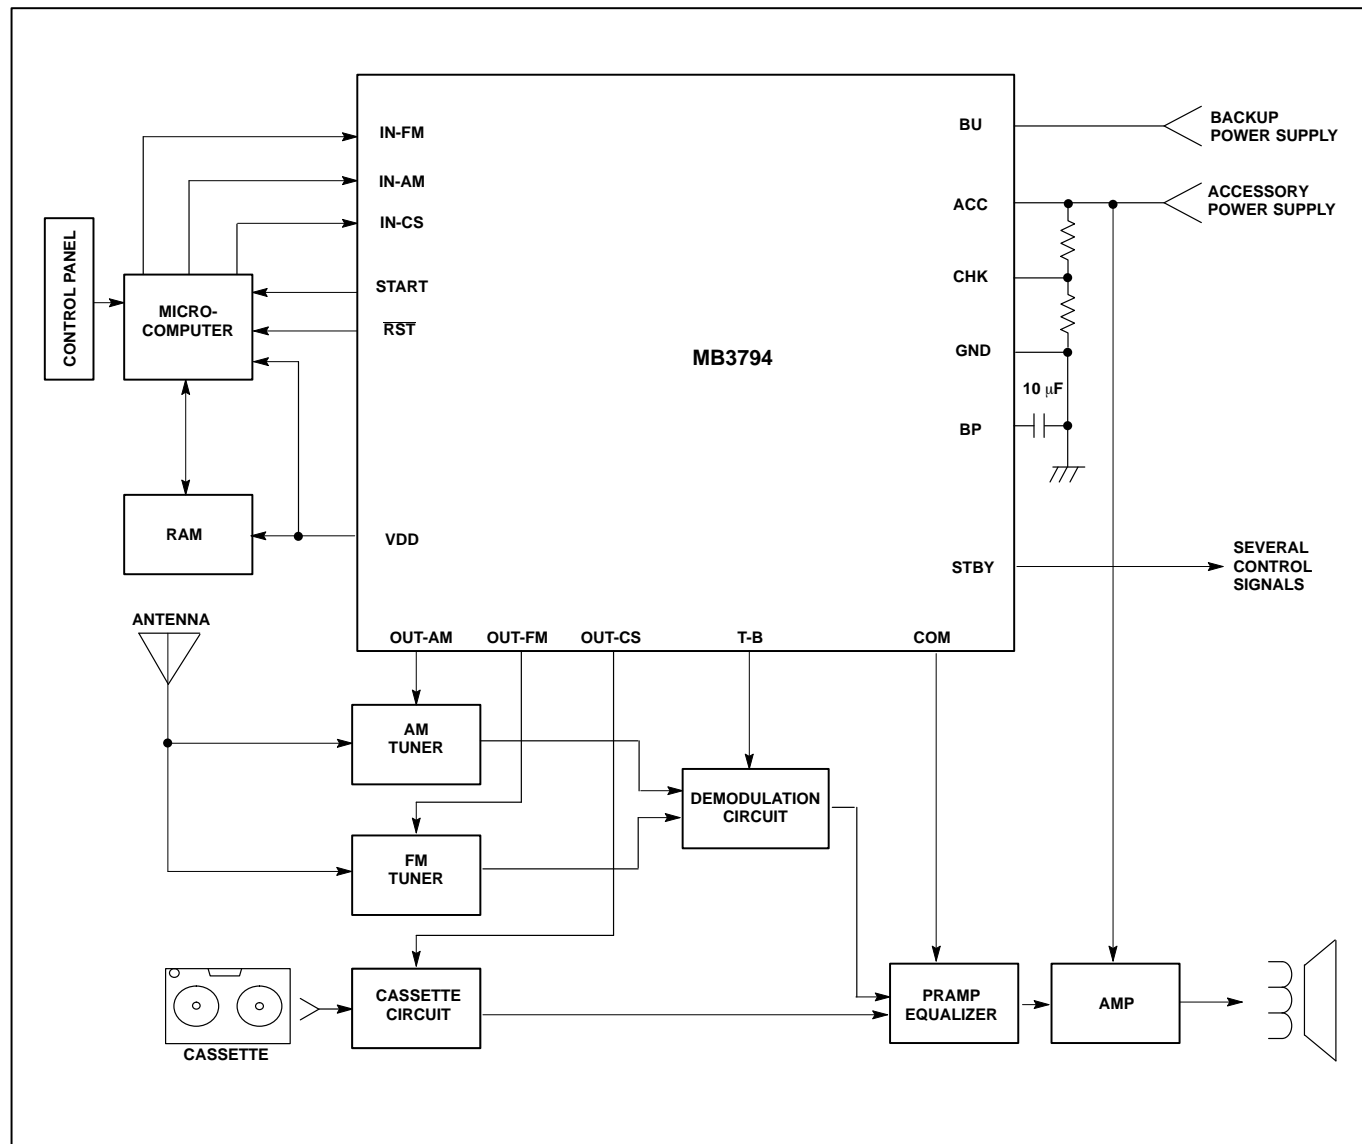 IN-FM
IN-AM
IN-CS
START
RST
VDD
BU
ACC
CHK
GND
10 µF
BP
STBY
MB3794
BACKUP
POWER SUPPLY
ACCESSORY
POWER SUPPLY
SEVERAL
CONTROL
SIGNALS
CONTROL PANEL
MICRO-
COMPUTER
RAM
ANTENNA
OUT-AM
OUT-FM
OUT-CS
T-B
COM
AM
TUNER
FM
TUNER
DEMODULATION
CIRCUIT
CASSETTE
CASSETTE
CIRCUIT
PRAMP
EQUALIZER
AMP